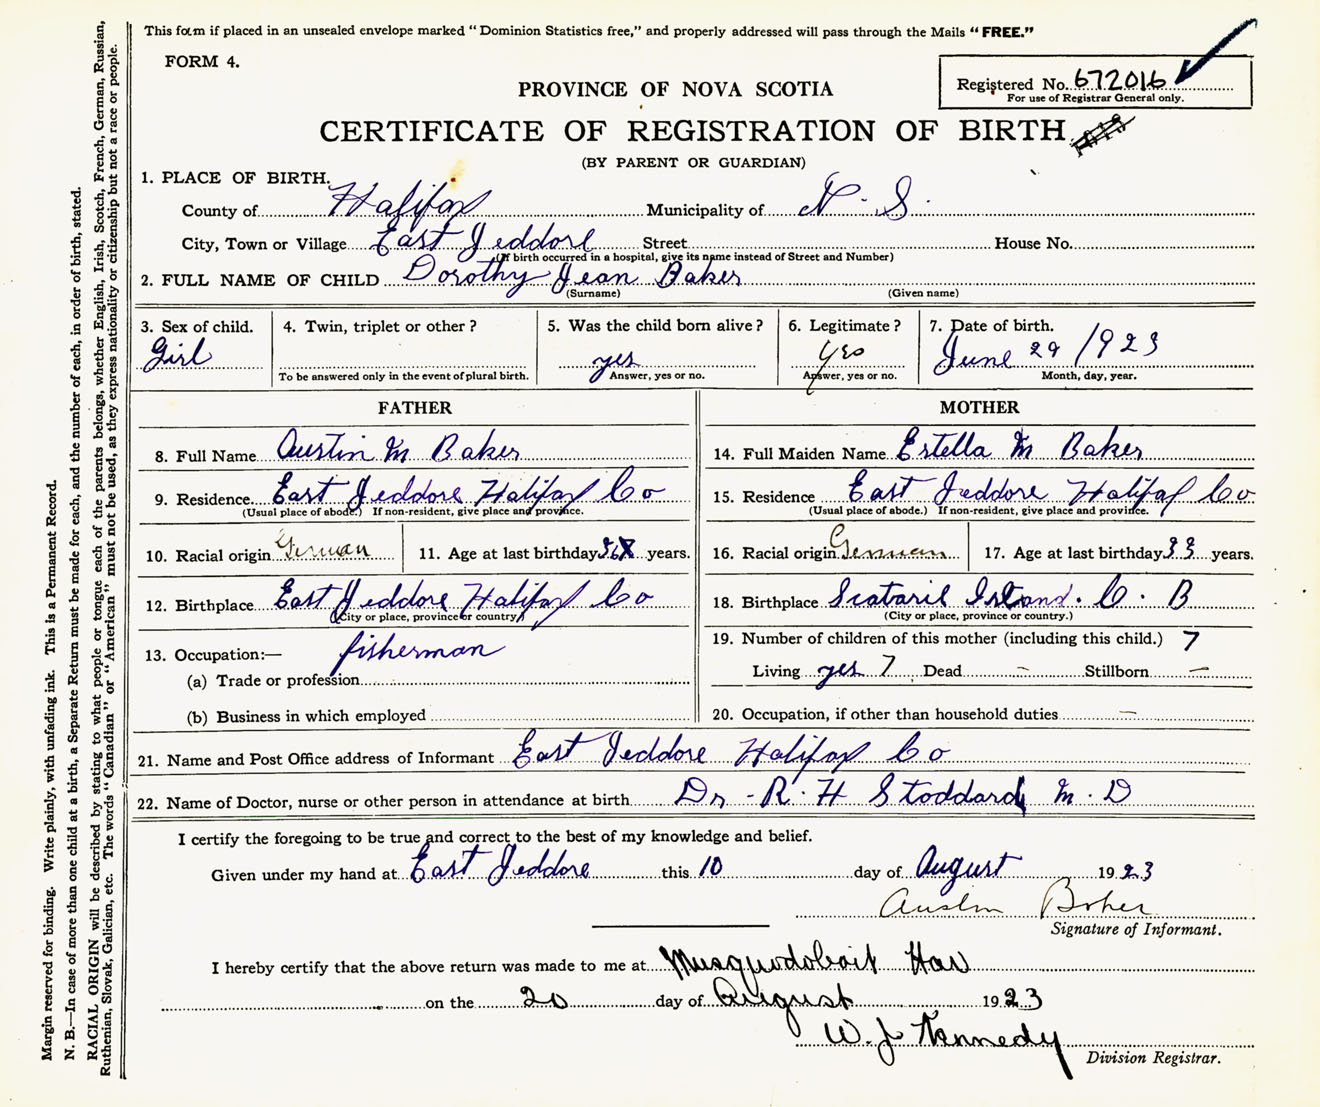 This form if placed in an unsealed envelope marked "Dominion Statistics free," and properly addressed will pass through the Mails "FREE."
FORM 4.
Registered No. 672016
For use of Registrar General only.
PROVINCE OF NOVA SCOTIA
CERTIFICATE OF REGISTRATION OF BIRTH
(BY PARENT OR GUARDIAN)
1. PLACE OF BIRTH.
County of Halifax Municipality of N. S.
City, Town or Village East Jeddore Street House No.
(If birth occurred in a hospital, give its name instead of Street and Number)
2. FULL NAME OF CHILD Dorothy Jean Baker
(Surname) (Given name)
3. Sex of child. 4. Twin, triplet or other? 5. Was the child born alive? 6. Legitimate? 7. Date of birth.
Girl yes yes June 29 1923
To be answered only in the event of plural birth. Answer, yes or no. Answer, yes or no. Month, day, year.
FATHER
8. Full Name Austin M Baker
9. Residence East Jeddore Halifax Co
(Usual place of abode.) If non-resident, give place and province.
10. Racial origin German 11. Age at last birthday years.
12. Birthplace East Jeddore Halifax Co
(City or place, province or country)
13. Occupation:— fisherman
(a) Trade or profession
(b) Business in which employed
MOTHER
14. Full Maiden Name Estella M Baker
15. Residence East Jeddore Halifax Co
(Usual place of abode.) If non-resident, give place and province.
16. Racial origin German 17. Age at last birthday 33 years.
18. Birthplace Scatarie Island. C. B
(City or place, province or country.)
19. Number of children of this mother (including this child.) 7
Living yes 7 Dead – Stillborn –
20. Occupation, if other than household duties —
21. Name and Post Office address of Informant East Jeddore Halifax Co
22. Name of Doctor, nurse or other person in attendance at birth Dr - R. H Stoddard M. D
I certify the foregoing to be true and correct to the best of my knowledge and belief.
Given under my hand at East Jeddore this 10 day of August 1923
Austin Baker
Signature of Informant.
I hereby certify that the above return was made to me at Musquodoboit Har
on the 20 day of August 1923
W. J. Kennedy
Division Registrar.
Margin reserved for binding. Write plainly, with unfading ink. This is a Permanent Record.
N. B.—In case of more than one child at a birth, a Separate Return must be made for each, and the number of each, in order of birth, stated.
RACIAL ORIGIN will be described by stating to what people or tongue each of the parents belongs, whether English, Irish, Scotch, French, German, Russian,
Ruthenian, Slovak, Galician, etc. The words "Canadian" or "American" must not be used, as they express nationality or citizenship but not a race or people.